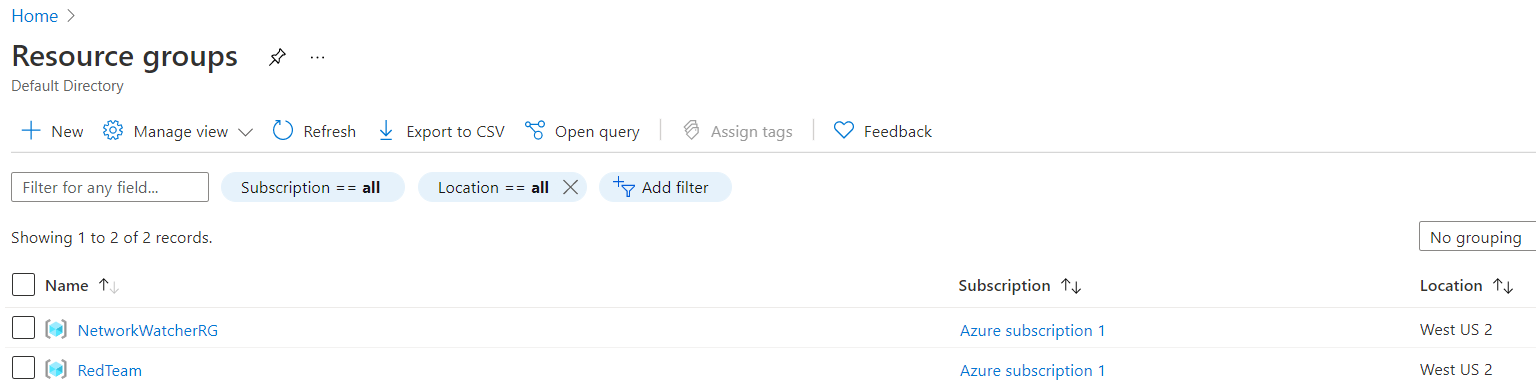 Home
Resource groups
Default Directory
New Manage view Refresh Export to CSV Open query Assign tags Feedback
Filter for any field... Subscription == all Location == all Add filter
Showing 1 to 2 of 2 records. No grouping
Name Subscription Location
NetworkWatcherRG Azure subscription 1 West US 2
RedTeam Azure subscription 1 West US 2